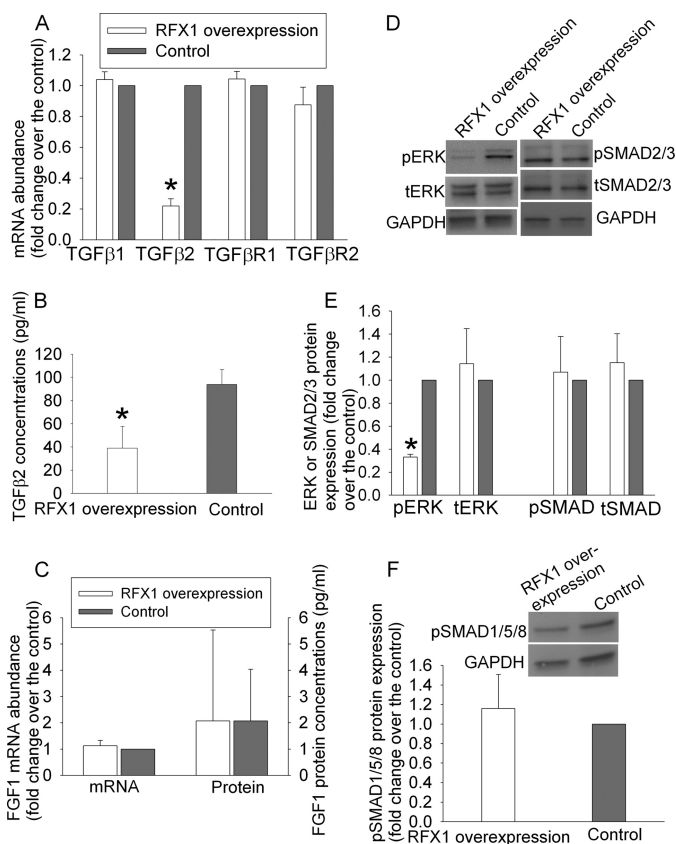 A
RFX1 overexpression
Control
mRNA abundance
(fold change over the control)
1.2
1.0
0.8
0.6
0.4
0.2
0.0
*
TGFβ1
TGFβ2
TGFβR1
TGFβR2
B
TGFβ2 concerntrations (pg/ml)
120
100
80
60
40
20
0
*
RFX1 overexpression
Control
C
RFX1 overexpression
Control
FGF1 mRNA abundance
(fold change over the control)
6
5
4
3
2
1
0
6
5
4
3
2
1
0
FGF1 protein concentrations (pg/ml)
mRNA
Protein
D
RFX1 overexpression
Control
RFX1 overexpression
Control
pERK
pSMAD2/3
tERK
tSMAD2/3
GAPDH
GAPDH
E
ERK or SMAD2/3 protein
expression (fold change
over the control)
1.6
1.4
1.2
1.0
0.8
0.6
0.4
0.2
0.0
*
pERK
tERK
pSMAD
tSMAD
F
RFX1 over-
expression
Control
pSMAD1/5/8
GAPDH
pSMAD1/5/8 protein expression
(fold change over the control)
1.6
1.4
1.2
1.0
0.8
0.6
0.4
0.2
0.0
RFX1 overexpression
Control